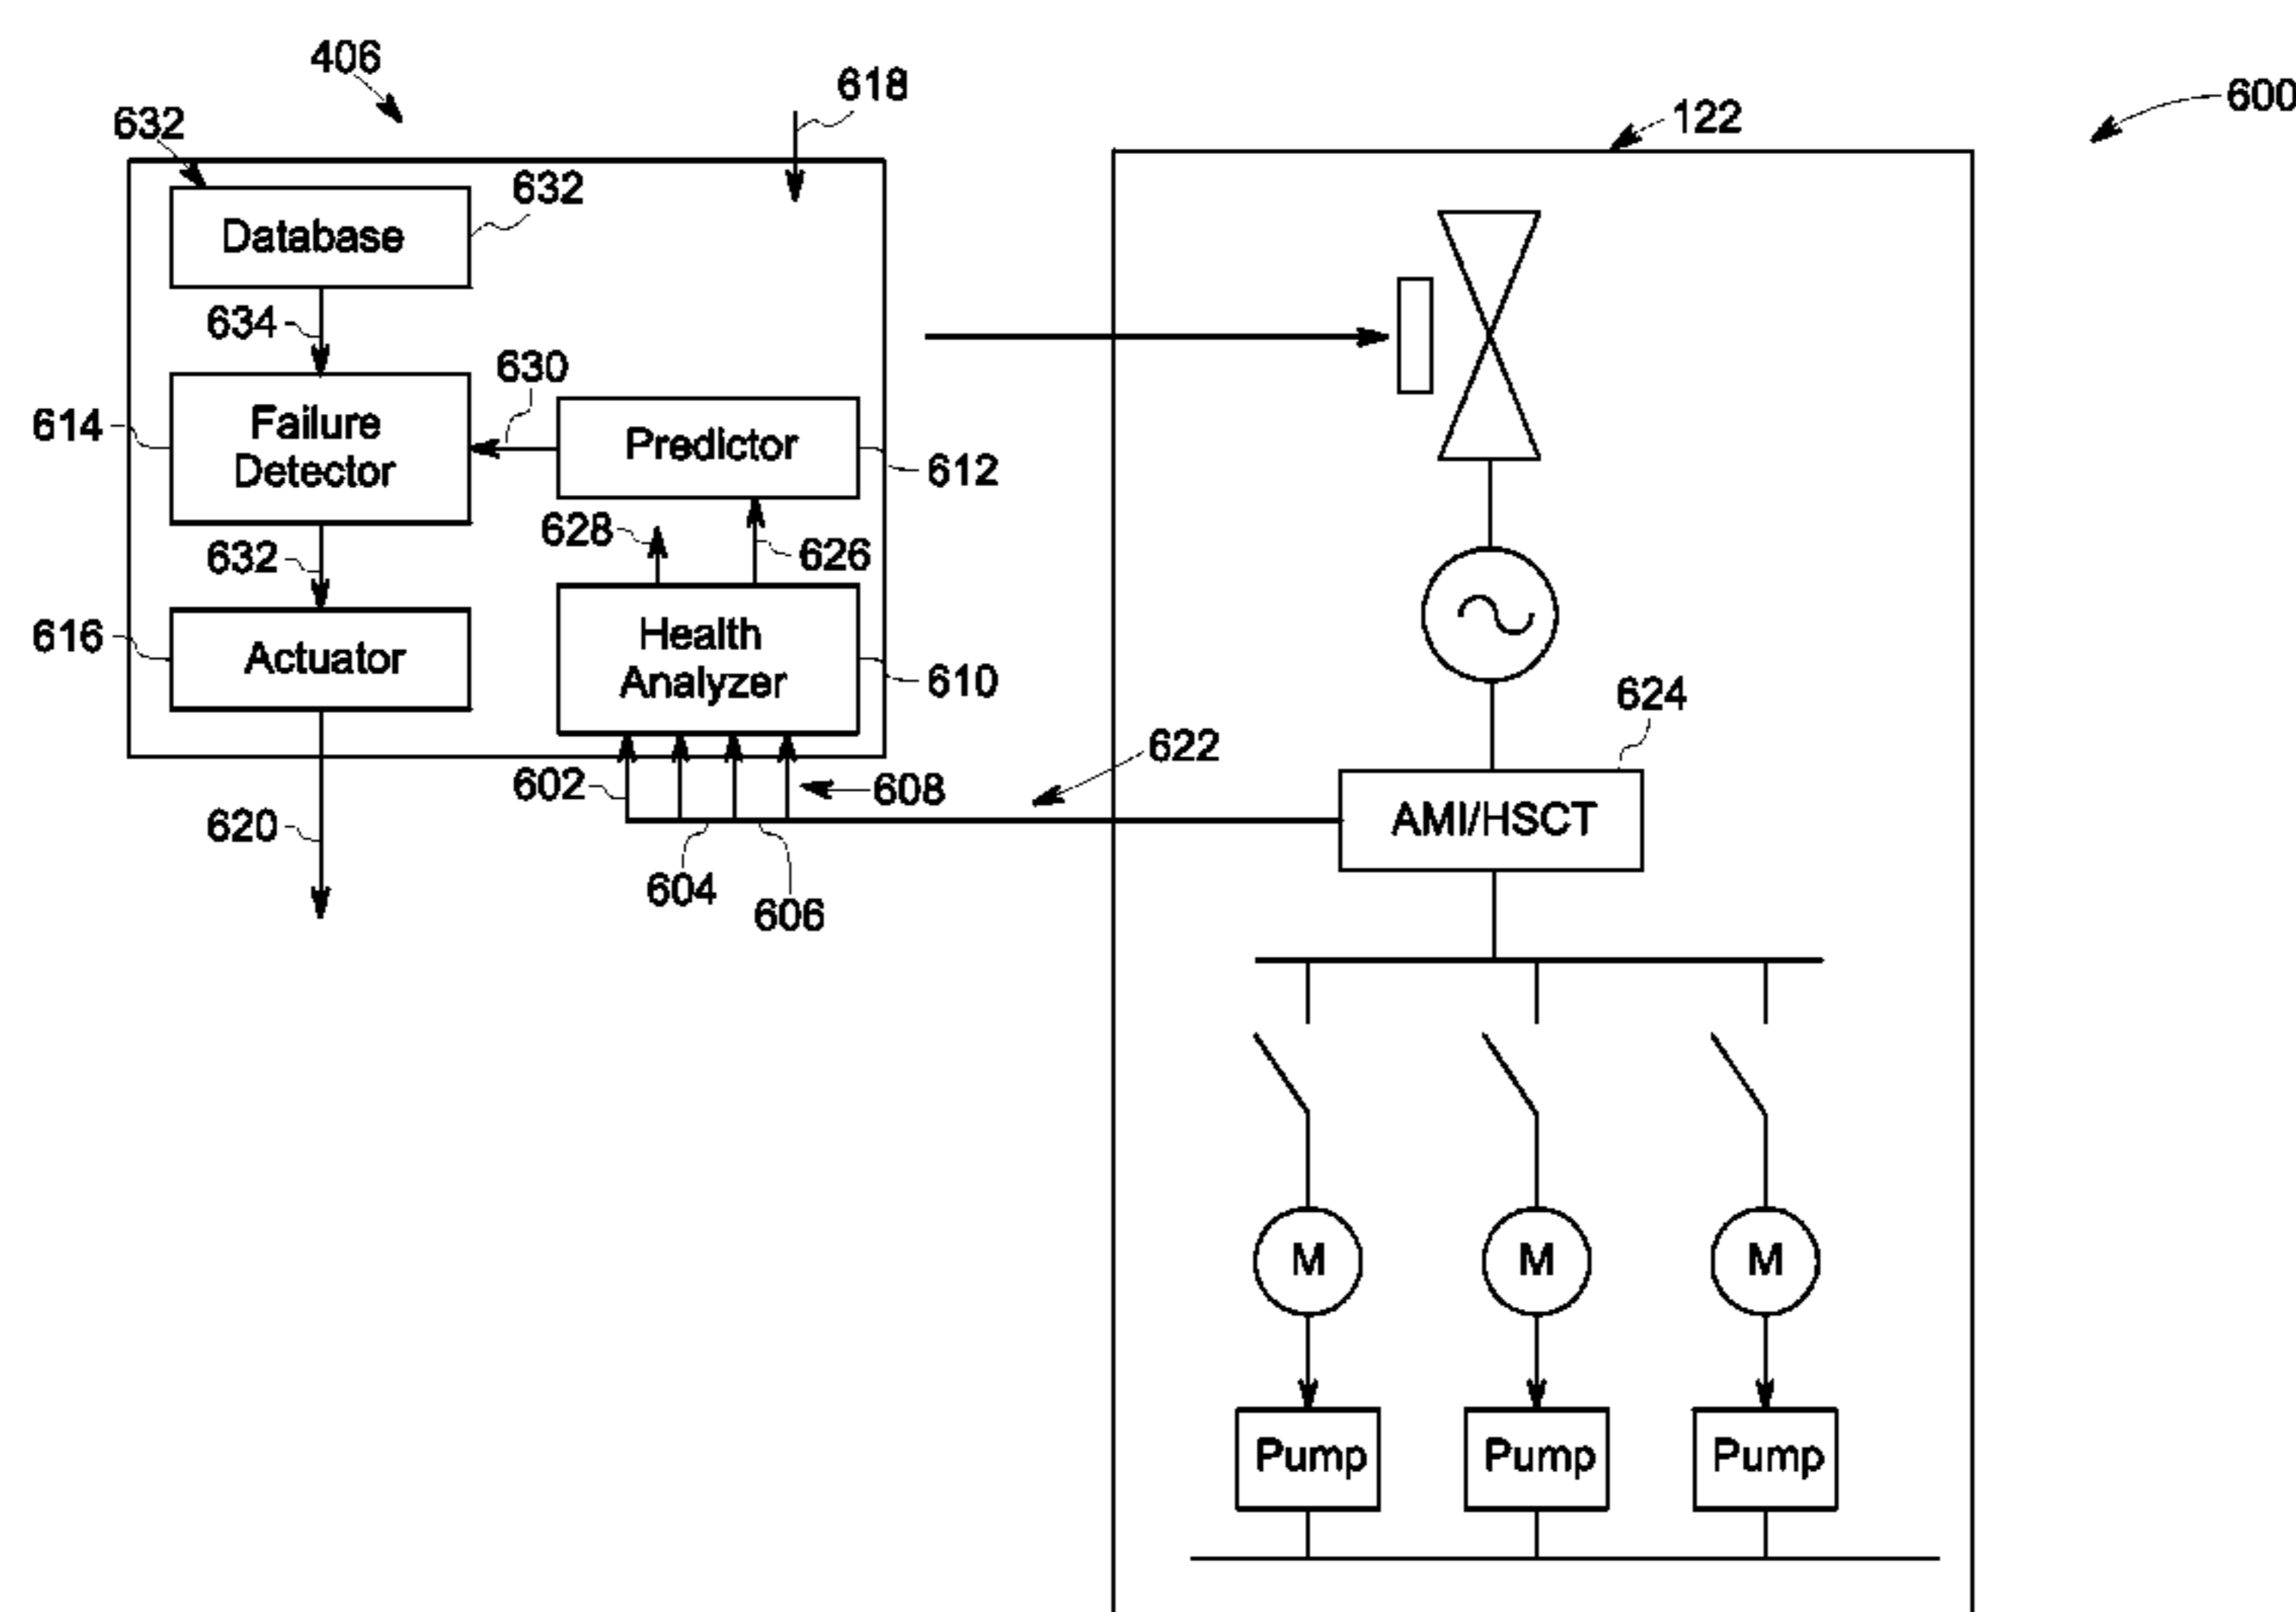 406
618
600
632
122
632
Database
634
630
614
Failure
Detector
Predictor
612
628
626
632
616
Actuator
Health
Analyzer
610
624
622
602
608
620
AMI/HSCT
604
606
M
M
M
Pump
Pump
Pump